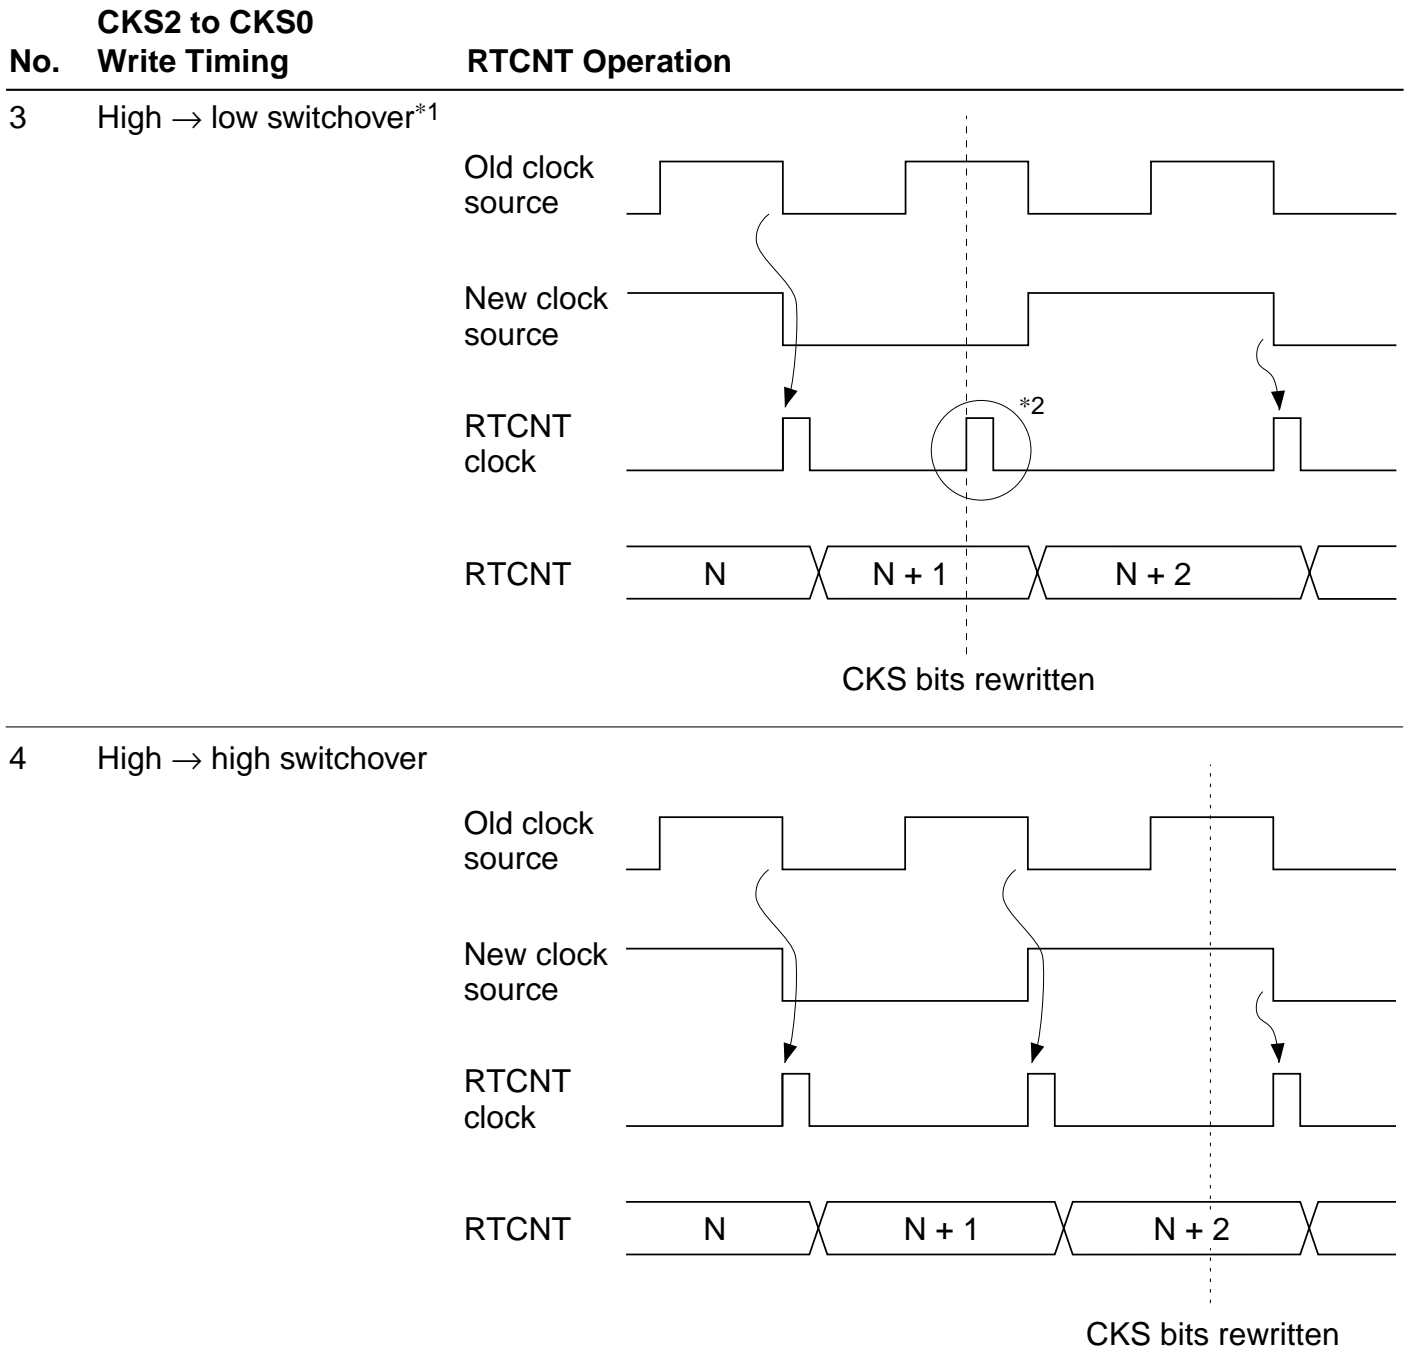 CKS2 to CKS0
No. Write Timing RTCNT Operation
3 High → low switchover*1
Old clock
source
New clock
source
*2
RTCNT
clock
RTCNT N N + 1 N + 2
CKS bits rewritten
4 High → high switchover
Old clock
source
New clock
source
RTCNT
clock
RTCNT N N + 1 N + 2
CKS bits rewritten